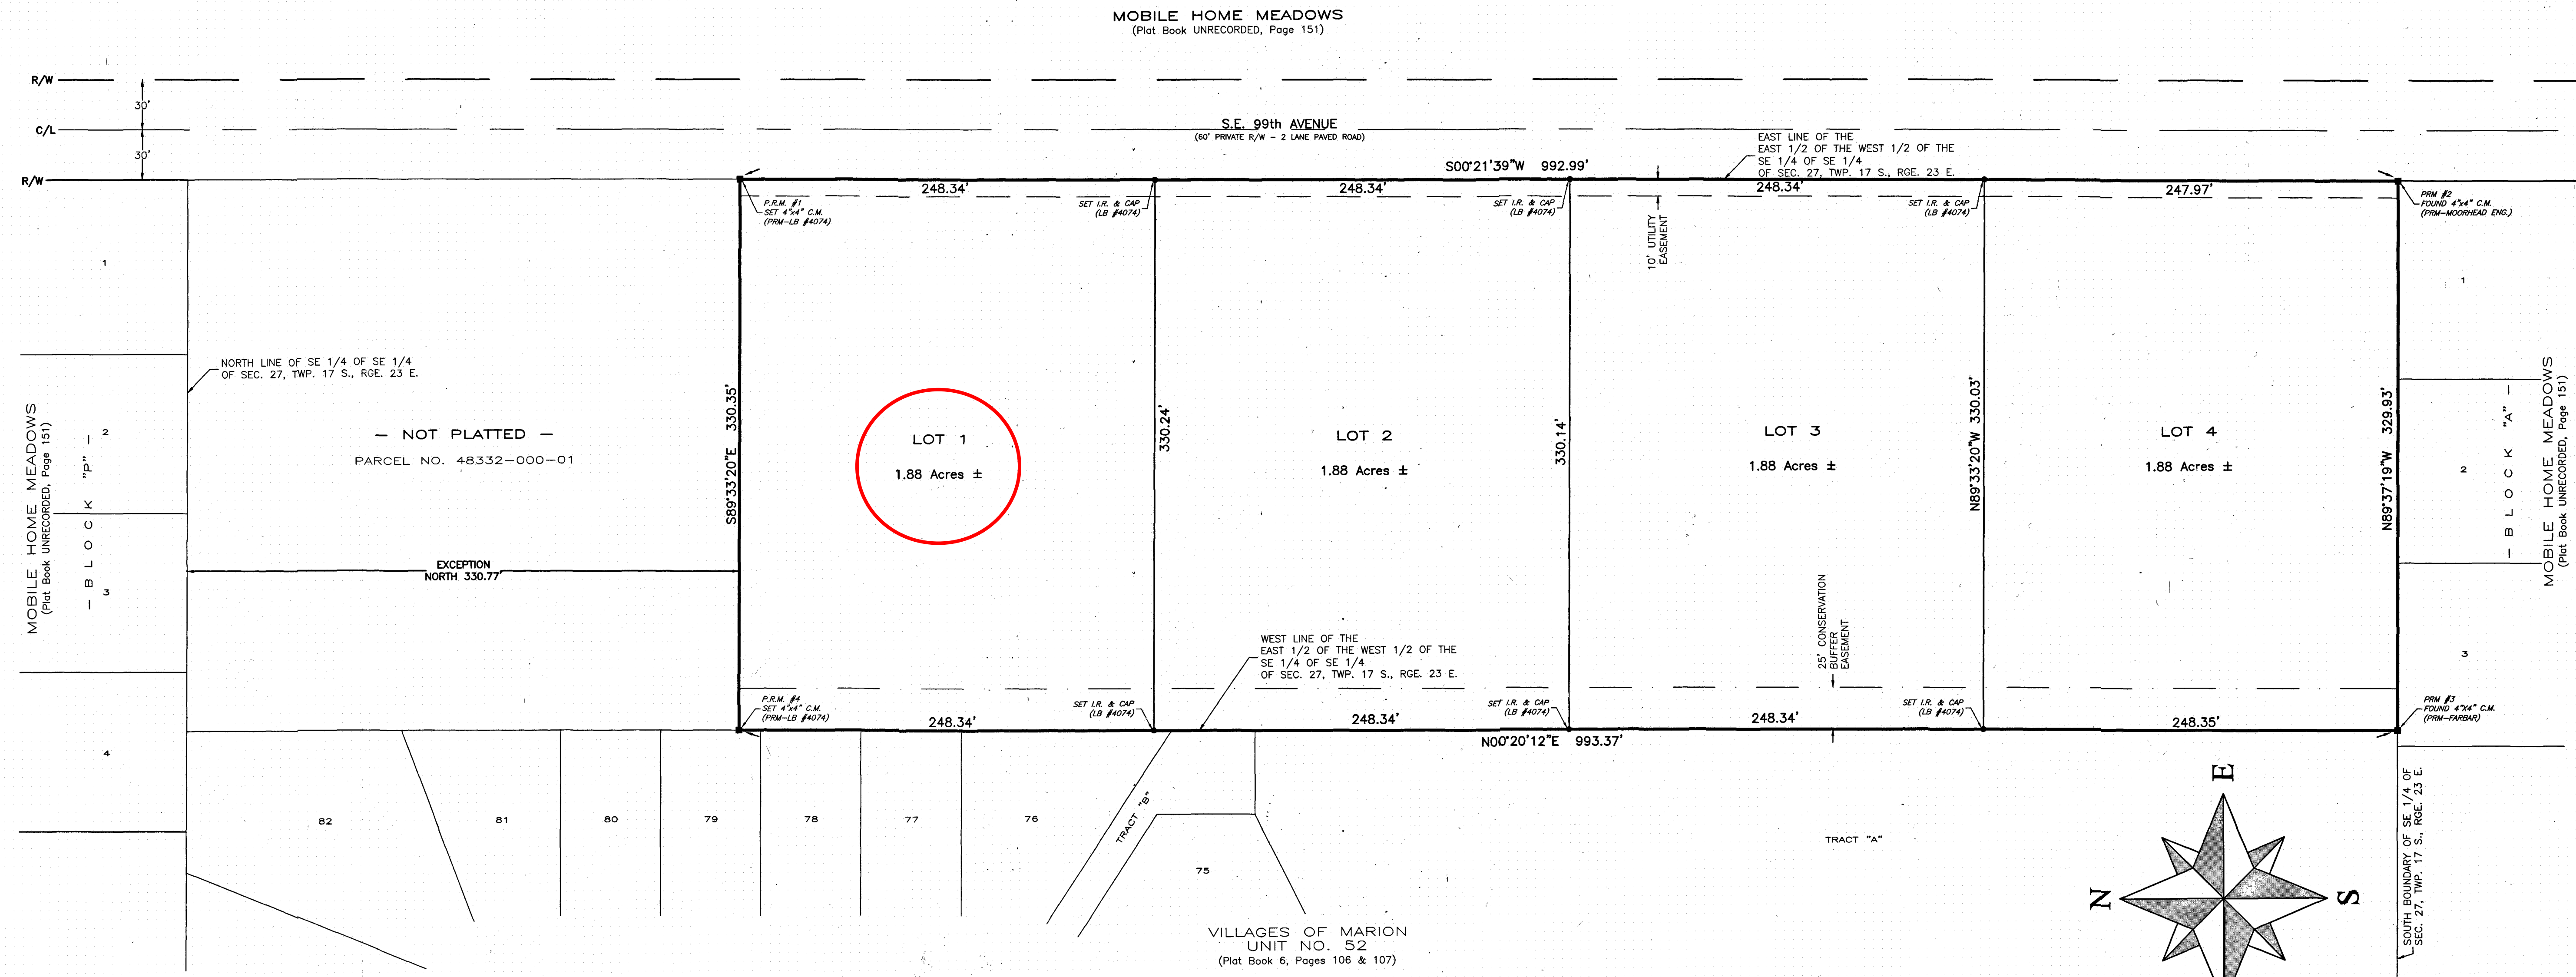 MOBILE HOME MEADOWS
(Plat Book UNRECORDED, Page 151)
R/W
30'
C/L
30'
R/W
S.E. 99th AVENUE
(60' PRIVATE R/W - 2 LANE PAVED ROAD)
EAST LINE OF THE
EAST 1/2 OF THE WEST 1/2 OF THE
SE 1/4 OF SE 1/4
OF SEC. 27, TWP. 17 S., RGE. 23 E.
S00°21'39"W 992.99'
248.34'
248.34'
248.34'
247.97'
P.R.M. #1
SET 4"x4" C.M.
(PRM-LB #4074)
SET I.R. & CAP
(LB #4074)
SET I.R. & CAP
(LB #4074)
SET I.R. & CAP
(LB #4074)
PRM #2
FOUND 4"x4" C.M.
(PRM-MOORHEAD ENG.)
10' UTILITY
EASEMENT
1
2
3
4
MOBILE HOME MEADOWS
(Plat Book UNRECORDED, Page 151)
- BLOCK "P" -
NORTH LINE OF SE 1/4 OF SE 1/4
OF SEC. 27, TWP. 17 S., RGE. 23 E.
- NOT PLATTED -
PARCEL NO. 48332-000-01
EXCEPTION
NORTH 330.77'
S89°33'20"E 330.35'
LOT 1
1.88 Acres ±
330.24'
LOT 2
1.88 Acres ±
330.14'
LOT 3
1.88 Acres ±
N89°33'20"W 330.03'
LOT 4
1.88 Acres ±
N89°37'19"W 329.93'
1
2
3
- BLOCK "A" -
MOBILE HOME MEADOWS
(Plat Book UNRECORDED, Page 151)
25' CONSERVATION
BUFFER
EASEMENT
WEST LINE OF THE
EAST 1/2 OF THE WEST 1/2 OF THE
SE 1/4 OF SE 1/4
OF SEC. 27, TWP. 17 S., RGE. 23 E.
P.R.M. #4
SET 4"x4" C.M.
(PRM-LB #4074)
SET I.R. & CAP
(LB #4074)
SET I.R. & CAP
(LB #4074)
SET I.R. & CAP
(LB #4074)
PRM #3
FOUND 4"X4" C.M.
(PRM-FARBAR)
248.34'
248.34'
248.34'
248.35'
N00°20'12"E 993.37'
82
81
80
79
78
77
76
TRACT "B"
75
TRACT "A"
VILLAGES OF MARION
UNIT NO. 52
(Plat Book 6, Pages 106 & 107)
E
N
S
SOUTH BOUNDARY OF SE 1/4 OF
SEC. 27, TWP. 17 S., RGE. 23 E.